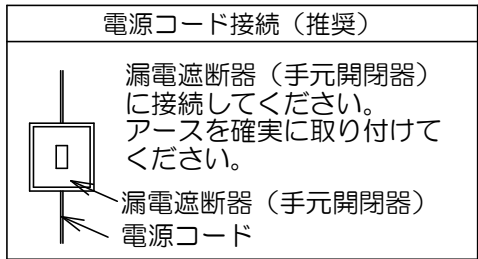 電源コード接続（推奨）
漏電遮断器（手元開閉器）
に接続してください。
アースを確実に取り付けて
ください。
漏電遮断器（手元開閉器）
電源コード